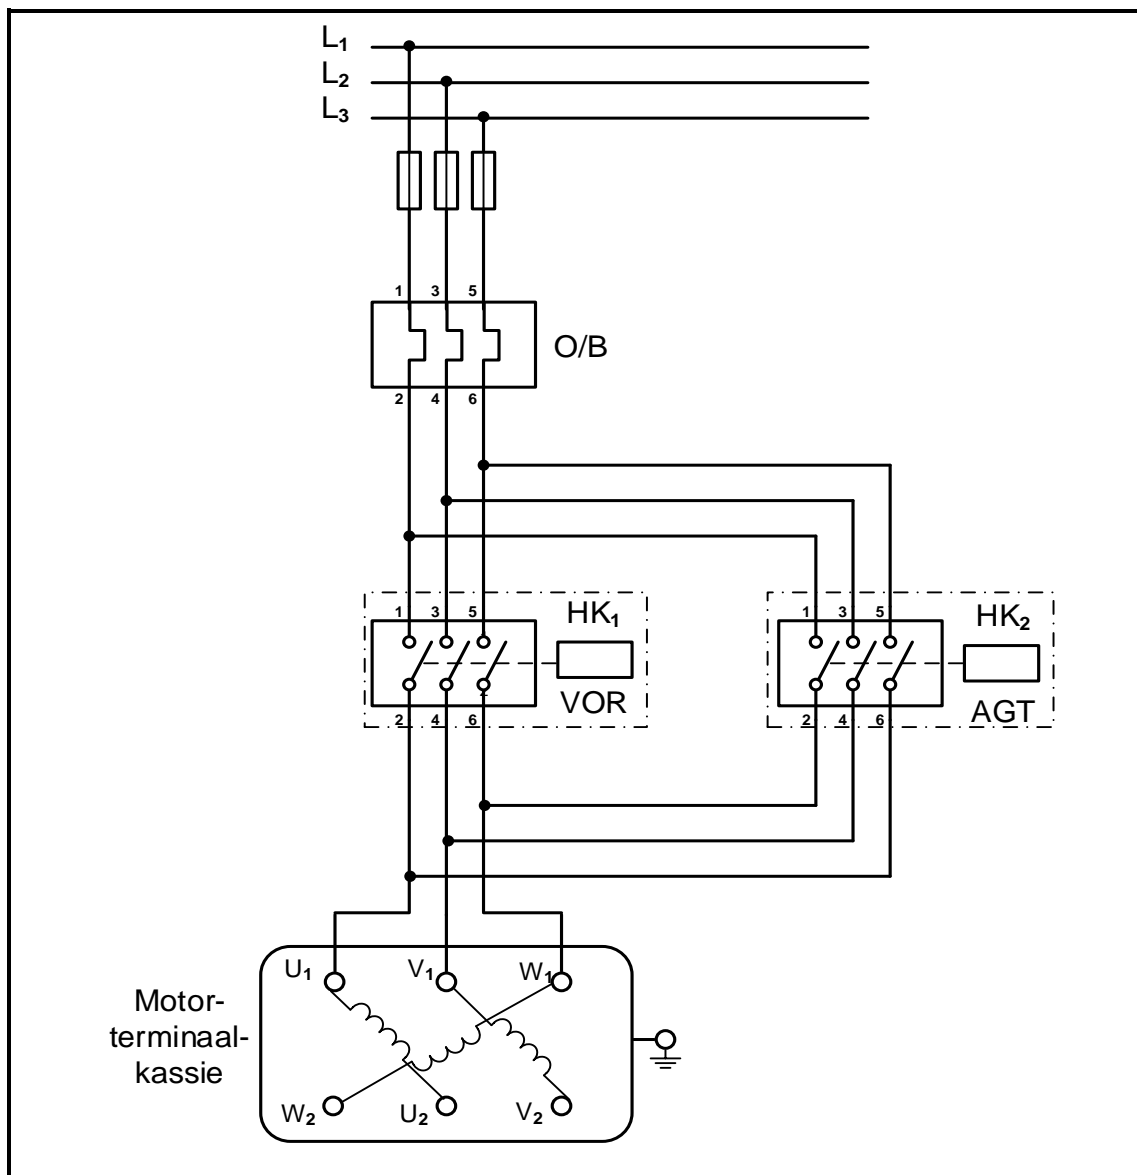 L₁
L₂
L₃
1 3 5
O/B
2 4 6
1 3 5
HK₁
1 3 5
HK₂
VOR
AGT
2 4 6
2 4 6
U₁ V₁ W₁
Motor-
terminaal-
kassie
W₂ U₂ V₂